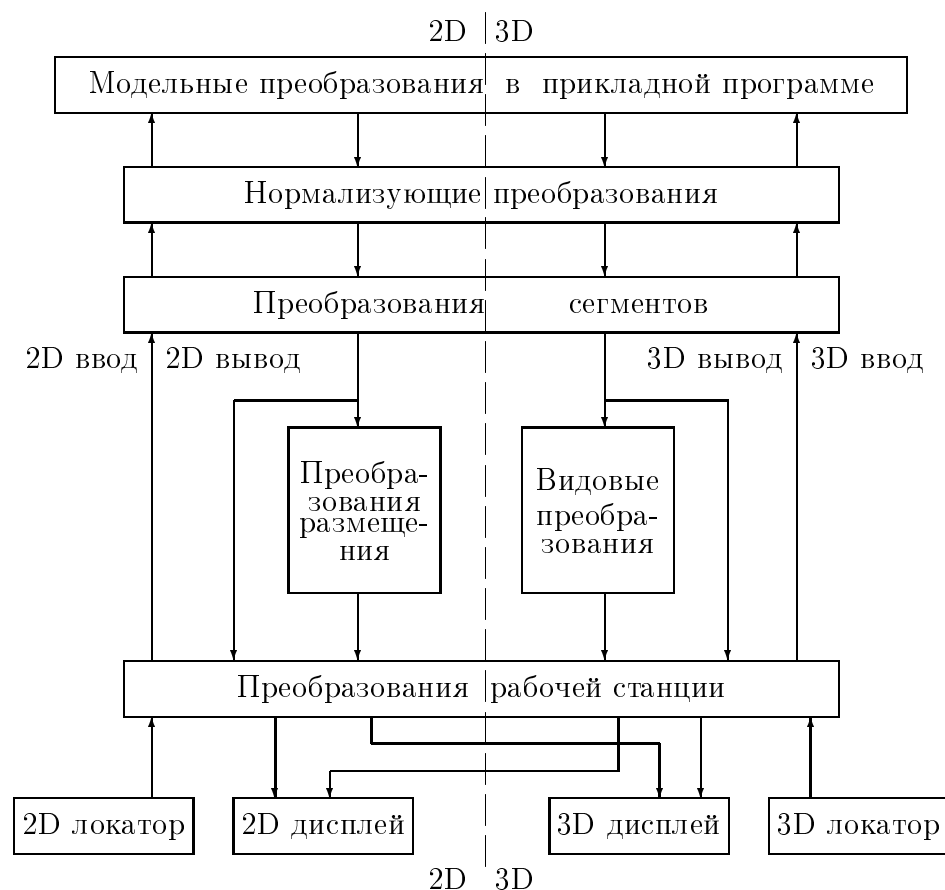 2D 3D
Модельные преобразования в прикладной программе
Нормализующие преобразования
Преобразования сегментов
2D ввод 2D вывод 3D вывод 3D ввод
Преобра-
зования
размеще-
ния
Видовые
преобра-
зования
Преобразования рабочей станции
2D локатор 2D дисплей 3D дисплей 3D локатор
2D 3D